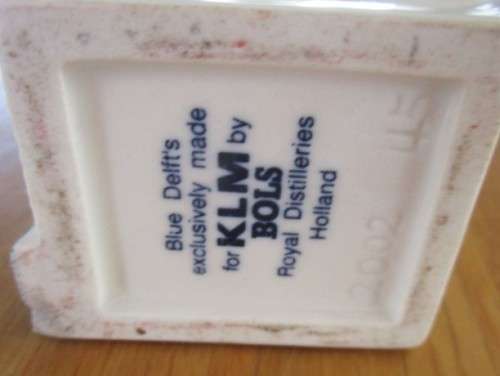 Blue Delft's
exclusively made
for KLM by
BOLS
Royal Distilleries
Holland